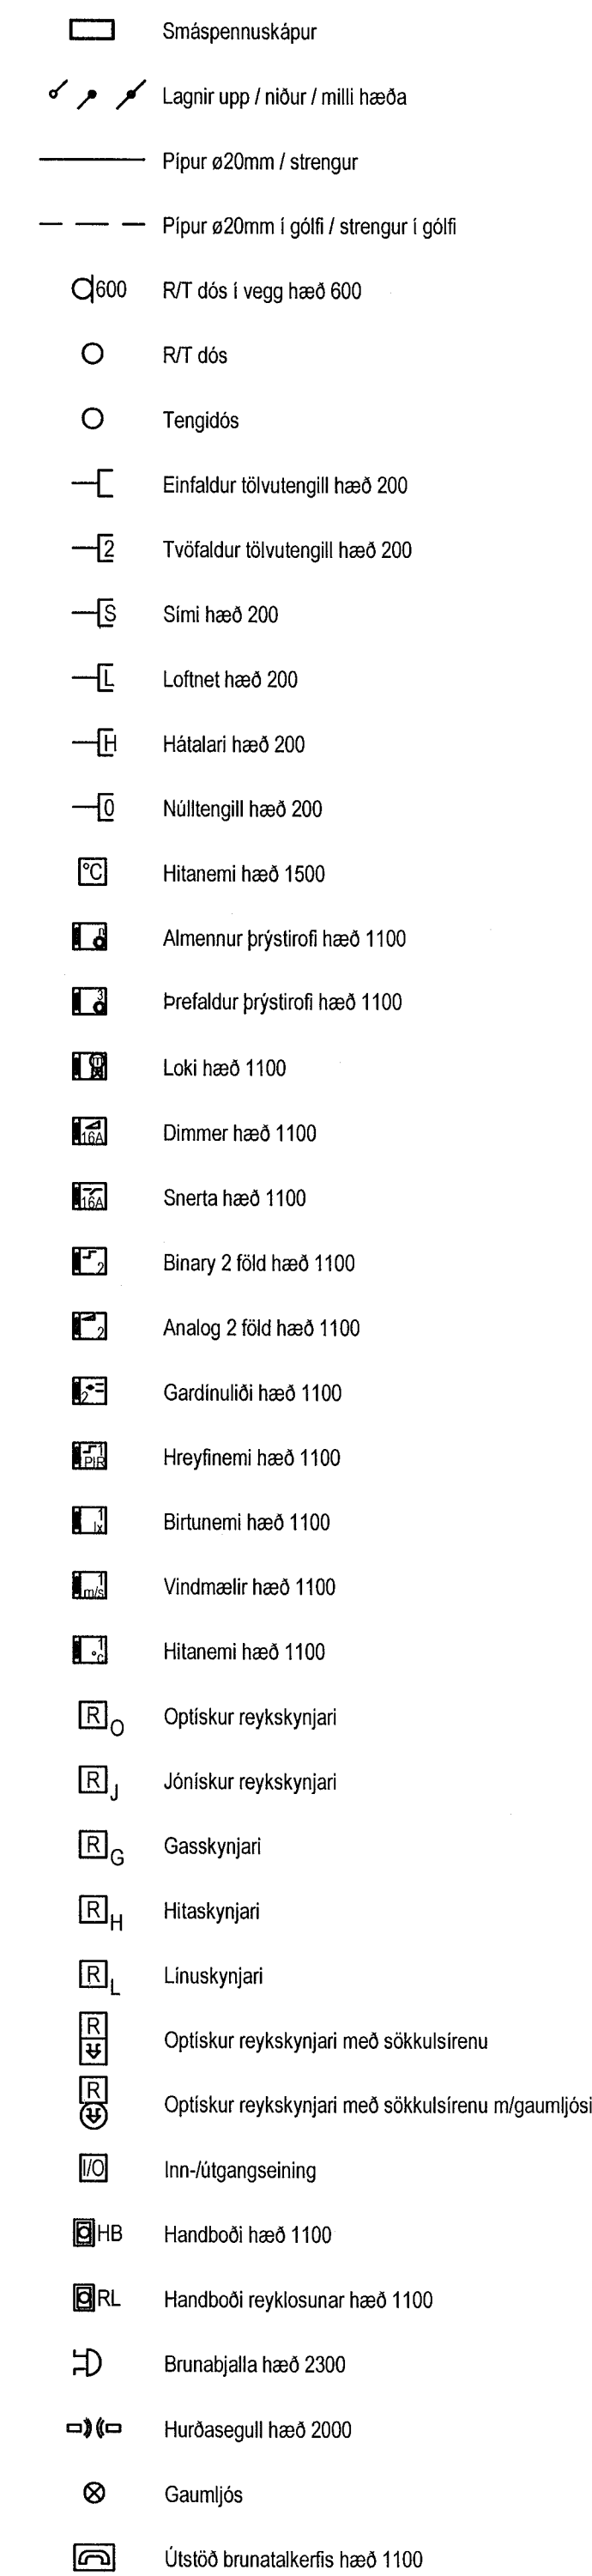 Smáspennuskápur
Lagnir upp / niður / milli hæða
Pípur ø20mm / strengur
Pípur ø20mm í gólfi / strengur í gólfi
600 R/T dós í vegg hæð 600
R/T dós
Tengidós
Einfaldur tölvutengill hæð 200
2 Tvöfaldur tölvutengill hæð 200
S Sími hæð 200
L Loftnet hæð 200
H Hátalari hæð 200
0 Núlltengill hæð 200
°C Hitanemi hæð 1500
Almennur þrýstirofi hæð 1100
3 Þrefaldur þrýstirofi hæð 1100
m Loki hæð 1100
16A Dimmer hæð 1100
16A Snerta hæð 1100
2 Binary 2 föld hæð 1100
2 Analog 2 föld hæð 1100
2 Gardínuliði hæð 1100
1 PIR Hreyfinemi hæð 1100
1 lx Birtunemi hæð 1100
1 m/s Vindmælir hæð 1100
1 °c Hitanemi hæð 1100
R O Optískur reykskynjari
R J Jónískur reykskynjari
R G Gasskynjari
R H Hitaskynjari
R L Línuskynjari
R Optískur reykskynjari með sökkulsírenu
R Optískur reykskynjari með sökkulsírenu m/gaumljósi
I/O Inn-/útgangseining
HB Handboði hæð 1100
RL Handboði reyklosunar hæð 1100
Brunabjalla hæð 2300
Hurðasegull hæð 2000
Gaumljós
Útstöð brunatalkerfis hæð 1100